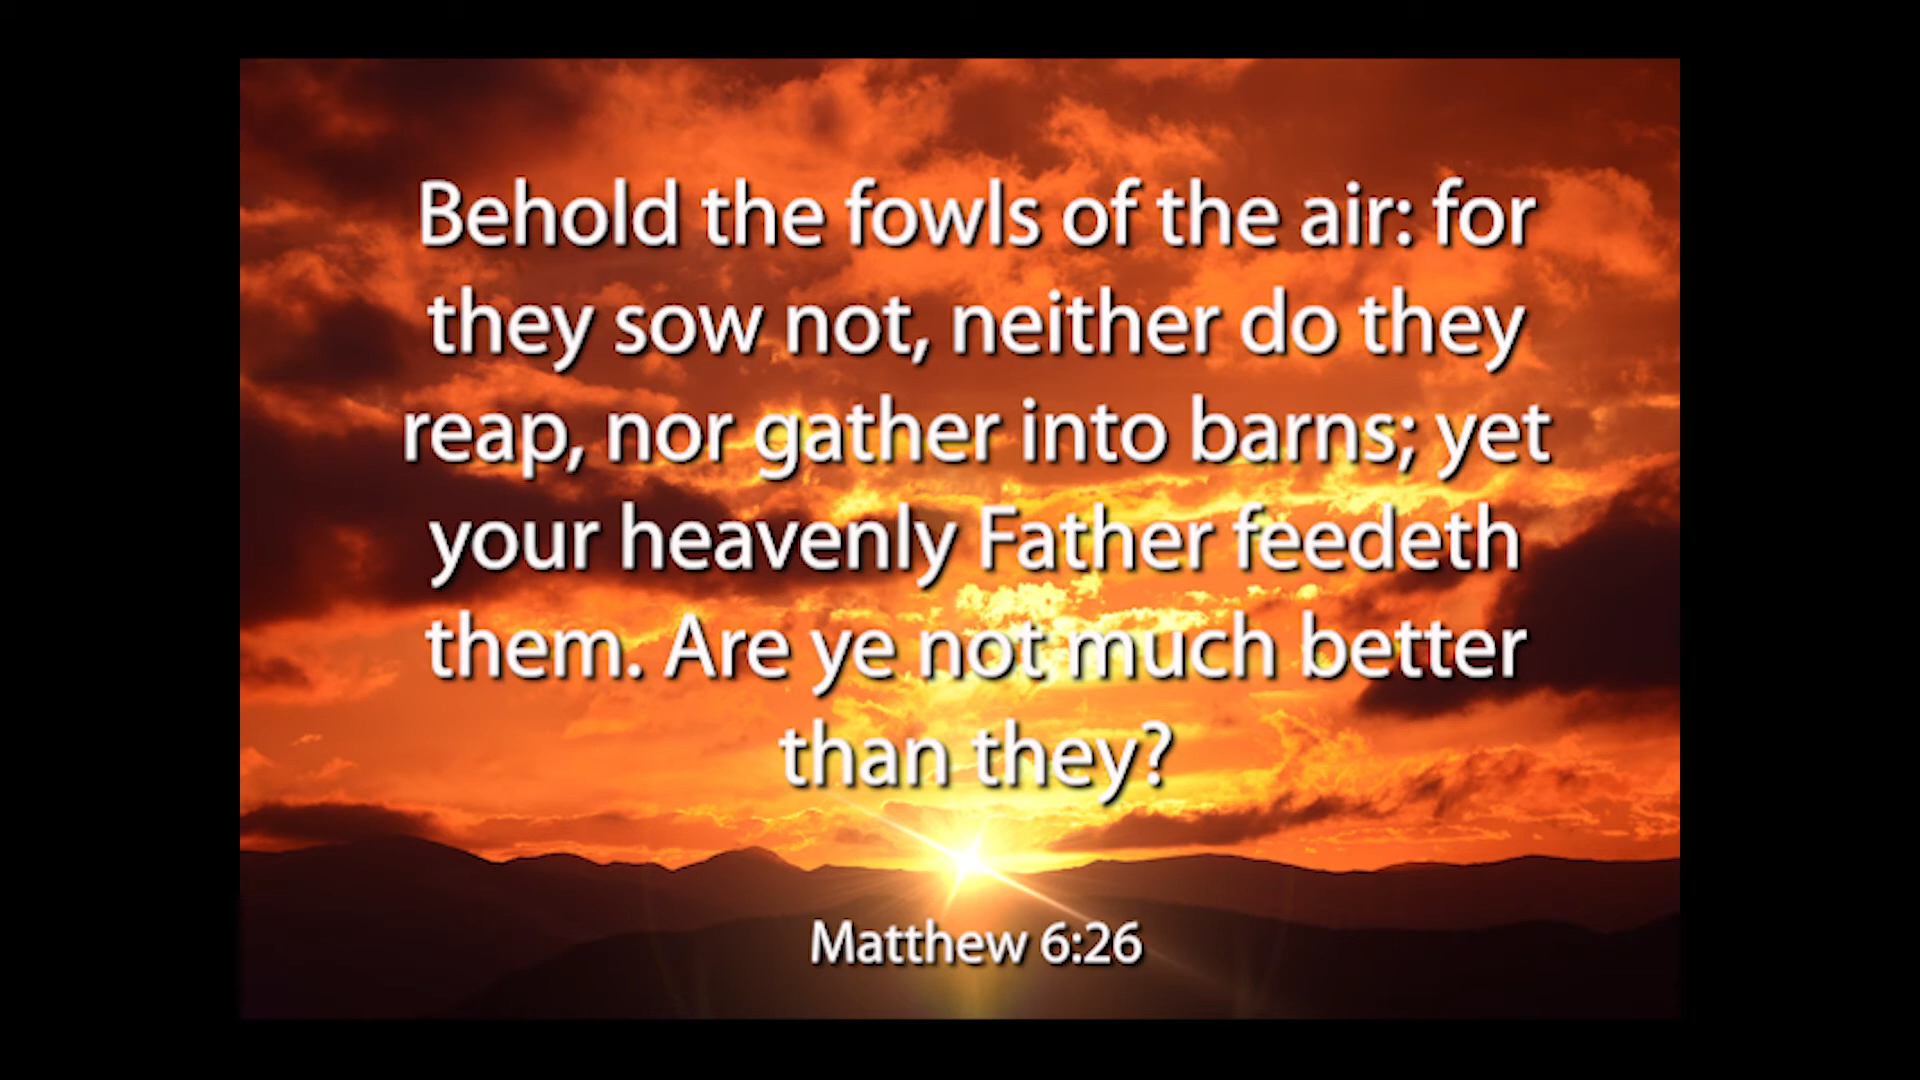 Behold the fowls of the air: for
they sow not, neither do they
reap, nor gather into barns; yet
your heavenly Father feedeth
them. Are ye not much better
than they?
Matthew 6:26